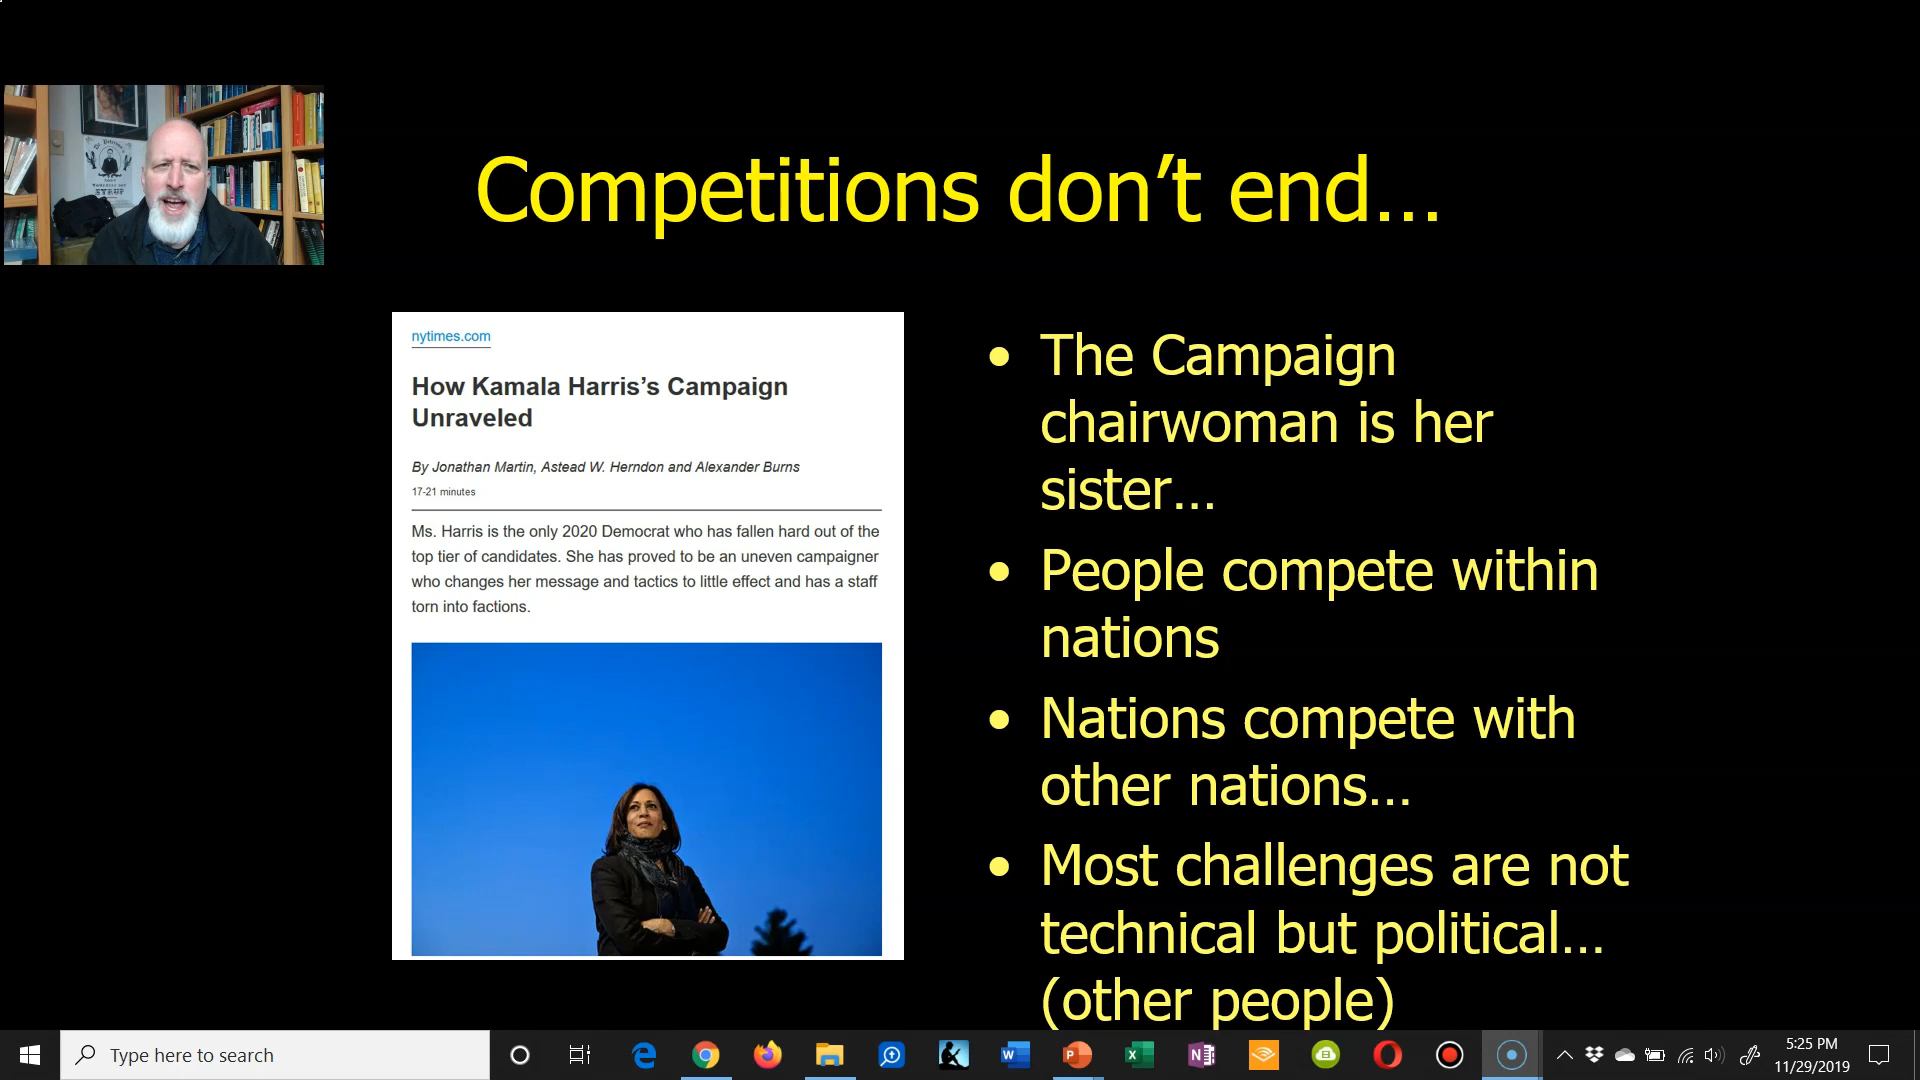 Competitions don’t end…
SYRUP
nytimes.com
How Kamala Harris’s Campaign
Unraveled
By Jonathan Martin, Astead W. Herndon and Alexander Burns
17-21 minutes
Ms. Harris is the only 2020 Democrat who has fallen hard out of the
top tier of candidates. She has proved to be an uneven campaigner
who changes her message and tactics to little effect and has a staff
torn into factions.
• The Campaign
chairwoman is her
sister…
• People compete within
nations
• Nations compete with
other nations…
• Most challenges are not
technical but political…
(other people)
Type here to search
5:25 PM
11/29/2019